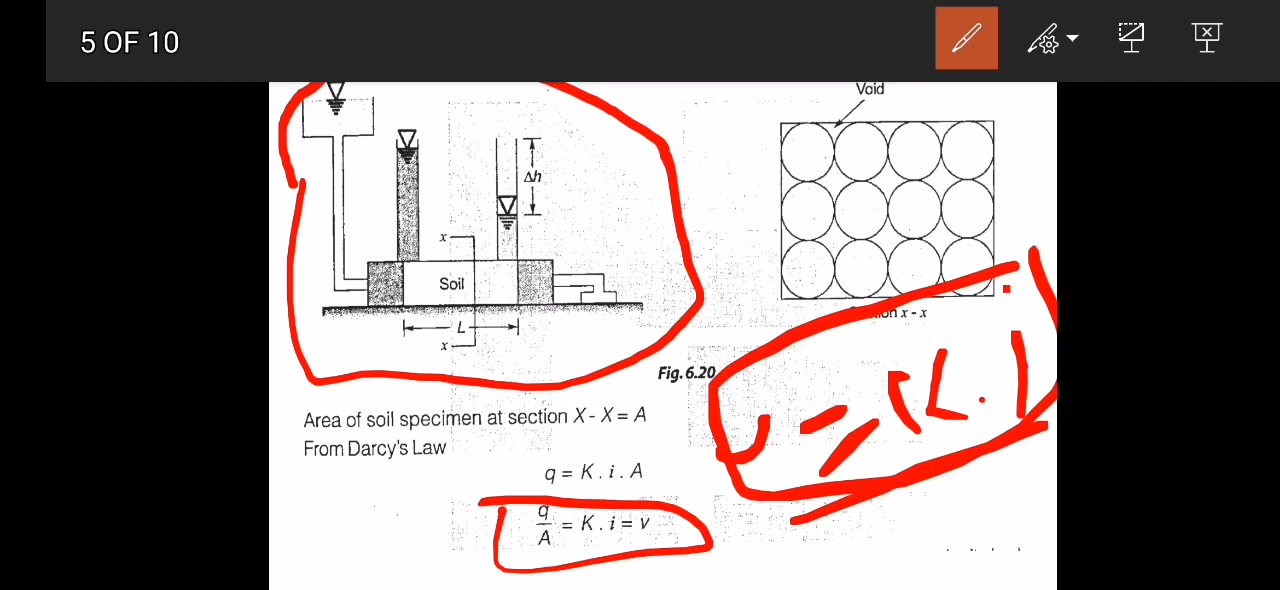 5 OF 10
Void
Δh
x
Soil
L
x
x - x
Fig. 6.20
v = K . i
Area of soil specimen at section X - X = A
From Darcy's Law
q = K . i . A
q/A = K . i = v